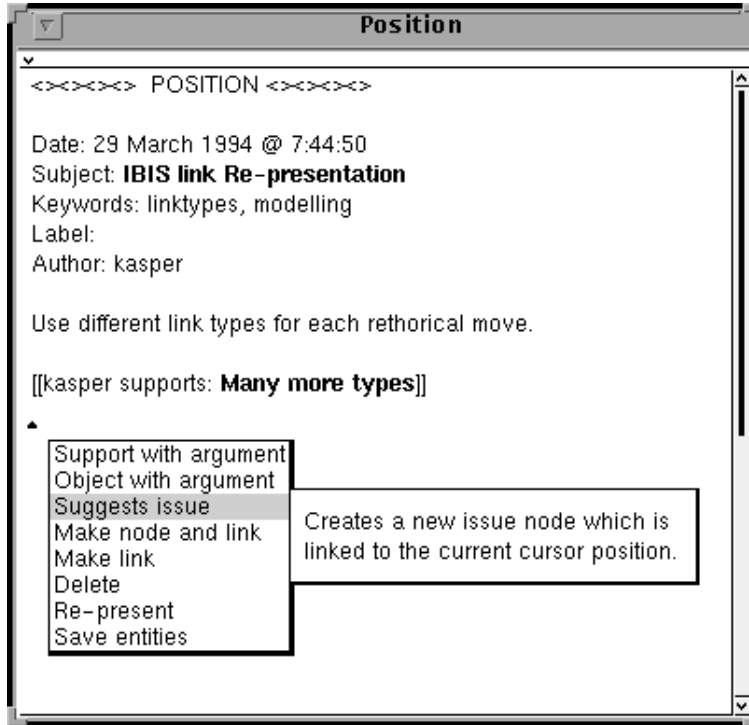 Position
<><><><> POSITION <><><><>
Date: 29 March 1994 @ 7:44:50
Subject: IBIS link Re-presentation
Keywords: linktypes, modelling
Label:
Author: kasper
Use different link types for each rethorical move.
[[kasper supports: Many more types]]
Support with argument
Object with argument
Suggests issue
Make node and link
Make link
Delete
Re-present
Save entities
Creates a new issue node which is
linked to the current cursor position.